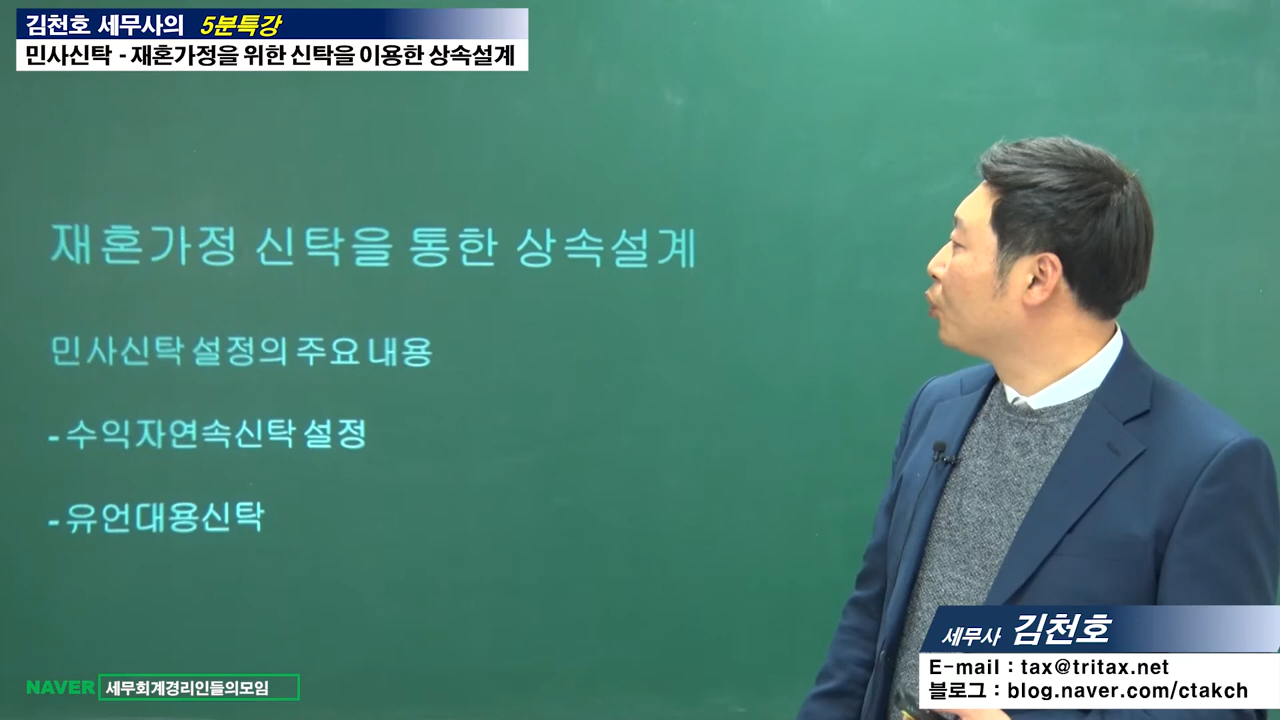 김천호 세무사의 5분특강
민사신탁 - 재혼가정을 위한 신탁을 이용한 상속설계
재혼가정 신탁을 통한 상속설계
민사신탁 설정의 주요 내용
- 수익자연속신탁 설정
- 유언대용신탁
세무사 김천호
E-mail : tax@tritax.net
블로그 : blog.naver.com/ctakch
NAVER 세무회계경리인들의모임